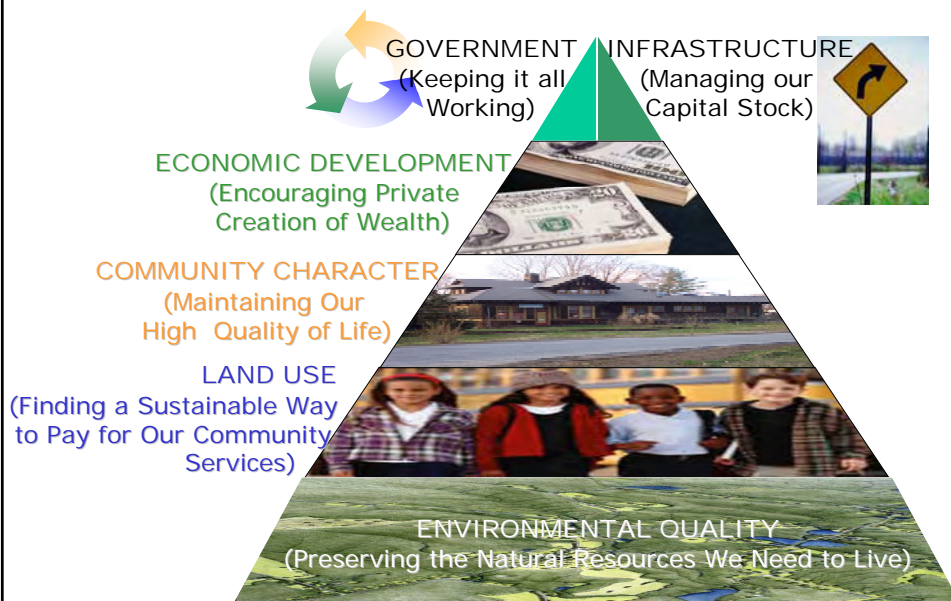 GOVERNMENT
(Keeping it all
Working)
INFRASTRUCTURE
(Managing our
Capital Stock)
ECONOMIC DEVELOPMENT
(Encouraging Private
Creation of Wealth)
COMMUNITY CHARACTER
(Maintaining Our
High Quality of Life)
LAND USE
(Finding a Sustainable Way
to Pay for Our Community
Services)
ENVIRONMENTAL QUALITY
(Preserving the Natural Resources We Need to Live)